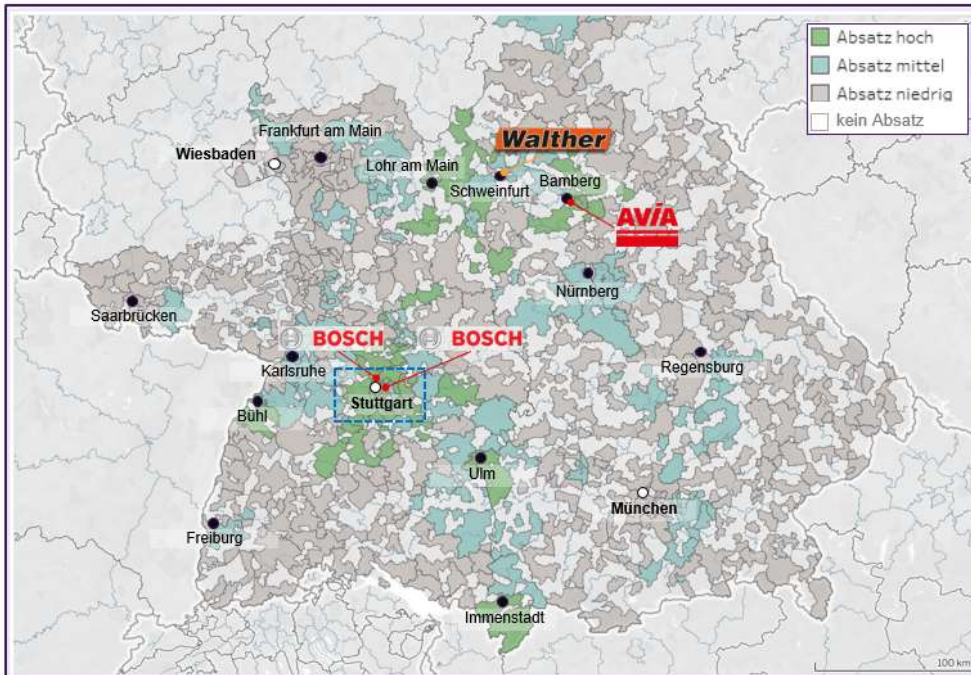 Absatz hoch
Absatz mittel
Absatz niedrig
kein Absatz
Frankfurt am Main
Wiesbaden
Lohr am Main
Walther
Schweinfurt
Bamberg
AVIA
Nürnberg
Saarbrücken
BOSCH
BOSCH
Karlsruhe
Regensburg
Stuttgart
Bühl
Ulm
München
Freiburg
Immenstadt
100 km